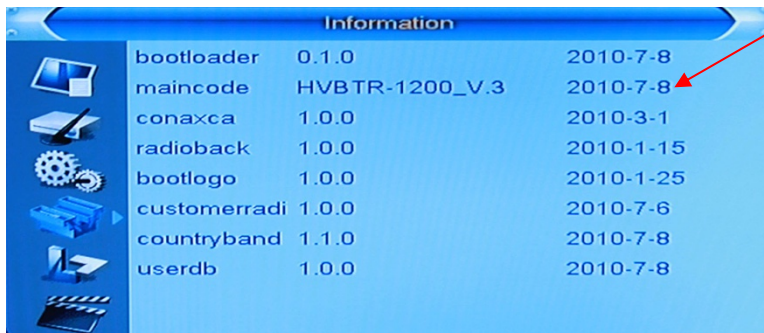 Information
bootloader 0.1.0 2010-7-8
maincode HVBTR-1200_V.3 2010-7-8
conaxca 1.0.0 2010-3-1
radioback 1.0.0 2010-1-15
bootlogo 1.0.0 2010-1-25
customerradi 1.0.0 2010-7-6
countryband 1.1.0 2010-7-8
userdb 1.0.0 2010-7-8